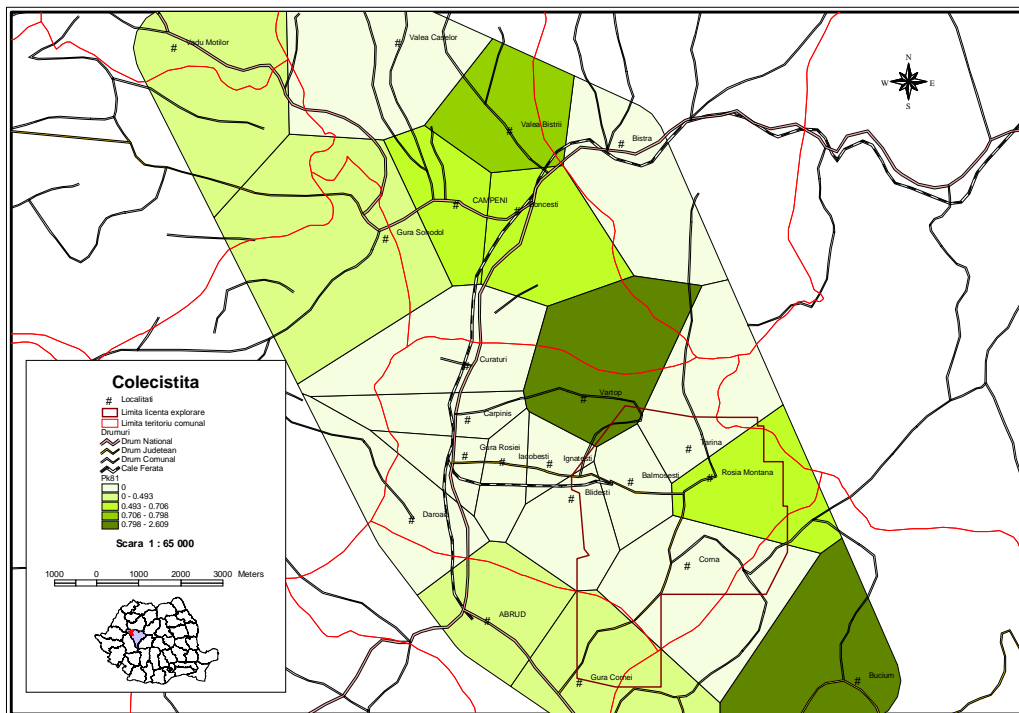 Vadu Motilor
Valea Caselor
N
W E
S
Valea Bistrii
Bistra
CAMPENI
Boncesti
Gura Sohodol
Curaturi
Vartop
Carpinis
Gura Rosiei
Iacobesti
Ignatesti
Tarina
Balmosesti
Rosia Montana
Blidesti
Daroaia
Corna
ABRUD
Gura Cornei
Bucium
Colecistita
# Localitati
Limita licenta explorare
Limita teritoriu comunal
Drumuri
Drum National
Drum Judetean
Drum Comunal
Cale Ferata
Pk81
0
0 - 0.493
0.493 - 0.706
0.706 - 0.798
0.798 - 2.609
Scara 1 : 65 000
1000 0 1000 2000 3000 Meters